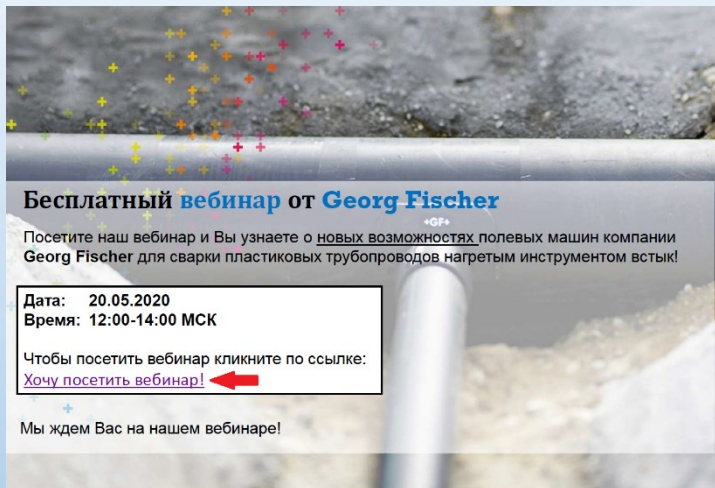 Бесплатный вебинар от Georg Fischer
+GF+
Посетите наш вебинар и Вы узнаете о новых возможностях полевых машин компании
Georg Fischer для сварки пластиковых трубопроводов нагретым инструментом встык!
Дата: 20.05.2020
Время: 12:00-14:00 МСК
Чтобы посетить вебинар кликните по ссылке:
Хочу посетить вебинар!
Мы ждем Вас на нашем вебинаре!